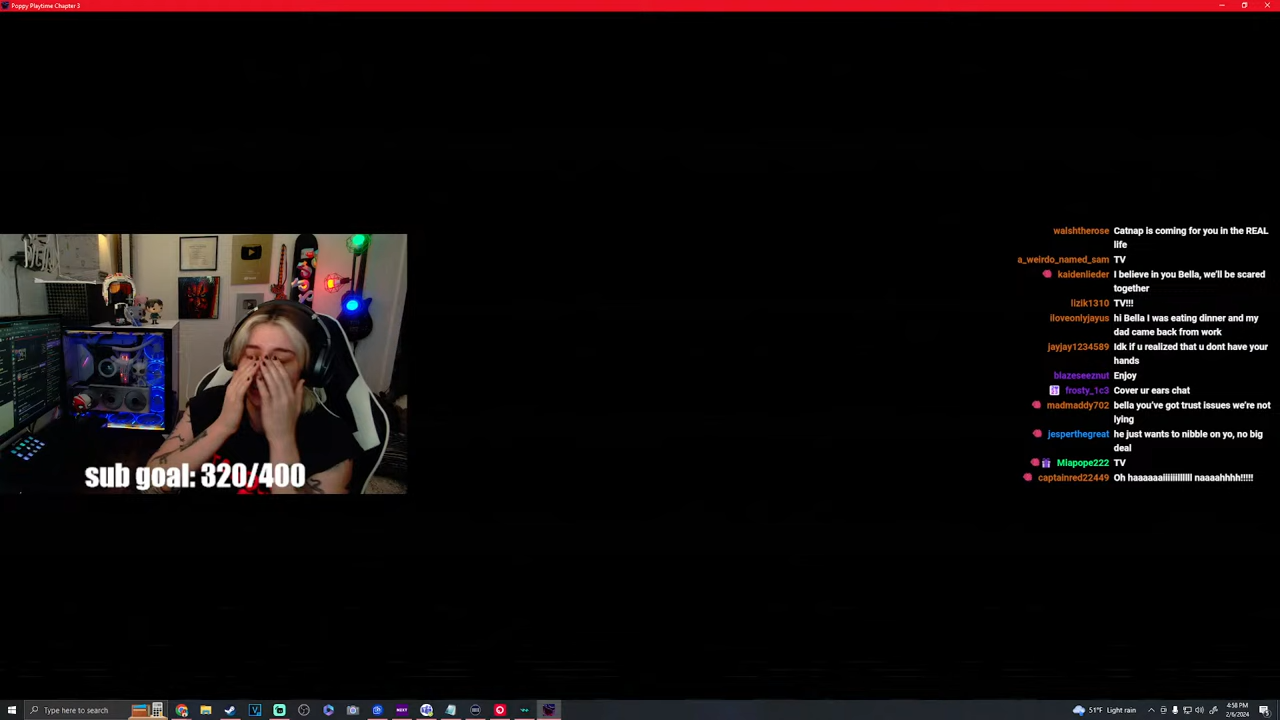 Poppy Playtime Chapter 3
walshtherose Catnap is coming for you in the REAL
life
a_weirdo_named_sam TV
kaidenlieder I believe in you Bella, we'll be scared
together
lizik1310 TV!!!
iloveonlyjayus hi Bella I was eating dinner and my
dad came back from work
jayjay1234589 Idk if u realized that u dont have your
hands
blazeseeznut Enjoy
frosty_1c3 Cover ur ears chat
madmaddy702 bella you've got trust issues we're not
lying
jesperthegreat he just wants to nibble on yo, no big
deal
Miapope222 TV
captainred22449 Oh haaaaaaiiiiiiiiillll naaaahhhh!!!!!
sub goal: 320/400
Type here to search
51°F Light rain
4:58 PM
2/6/2024